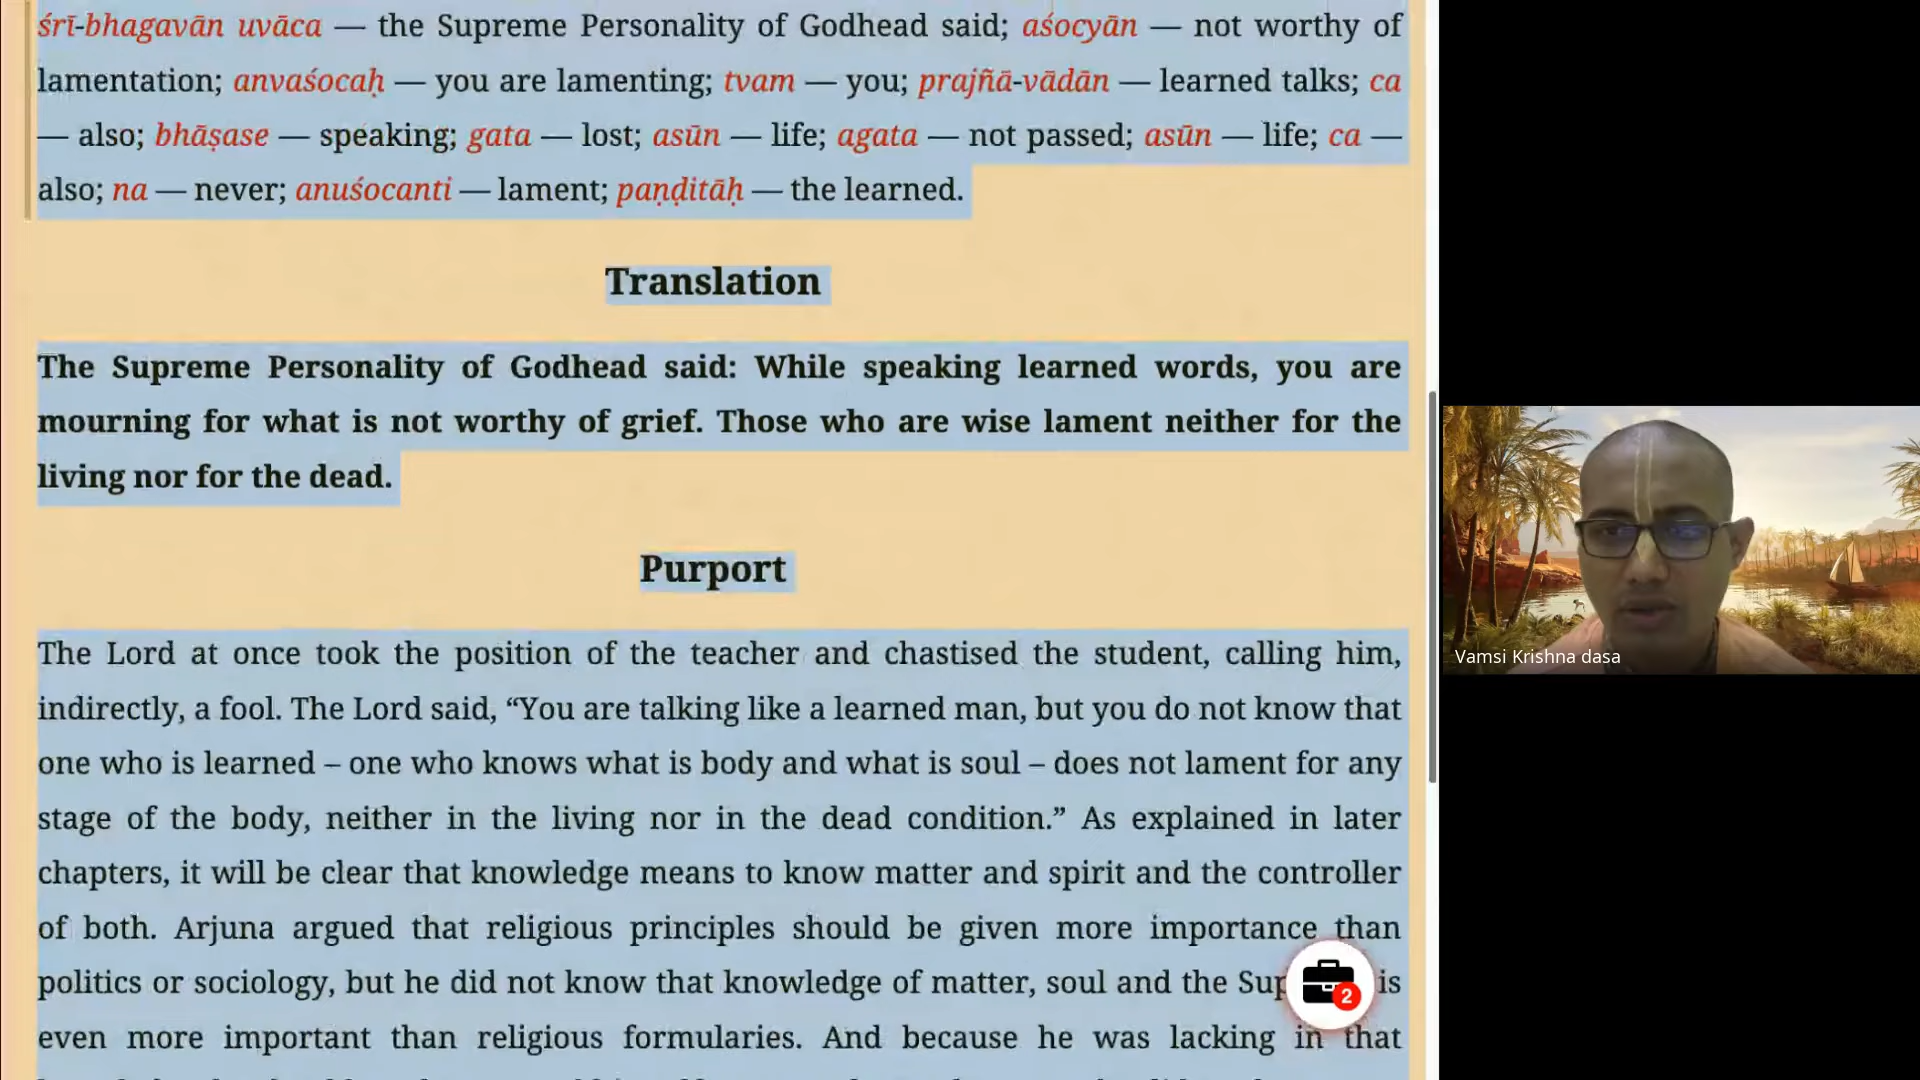 śrī-bhagavān uvāca — the Supreme Personality of Godhead said; aśocyān — not worthy of
lamentation; anvaśocaḥ — you are lamenting; tvam — you; prajñā-vādān — learned talks; ca
— also; bhāṣase — speaking; gata — lost; asūn — life; agata — not passed; asūn — life; ca —
also; na — never; anuśocanti — lament; paṇḍitāḥ — the learned.
Translation
The Supreme Personality of Godhead said: While speaking learned words, you are
mourning for what is not worthy of grief. Those who are wise lament neither for the
living nor for the dead.
Purport
The Lord at once took the position of the teacher and chastised the student, calling him,
indirectly, a fool. The Lord said, “You are talking like a learned man, but you do not know that
one who is learned – one who knows what is body and what is soul – does not lament for any
stage of the body, neither in the living nor in the dead condition.” As explained in later
chapters, it will be clear that knowledge means to know matter and spirit and the controller
of both. Arjuna argued that religious principles should be given more importance than
politics or sociology, but he did not know that knowledge of matter, soul and the is
even more important than religious formularies. And because he was lacking in that
2
Vamsi Krishna dasa